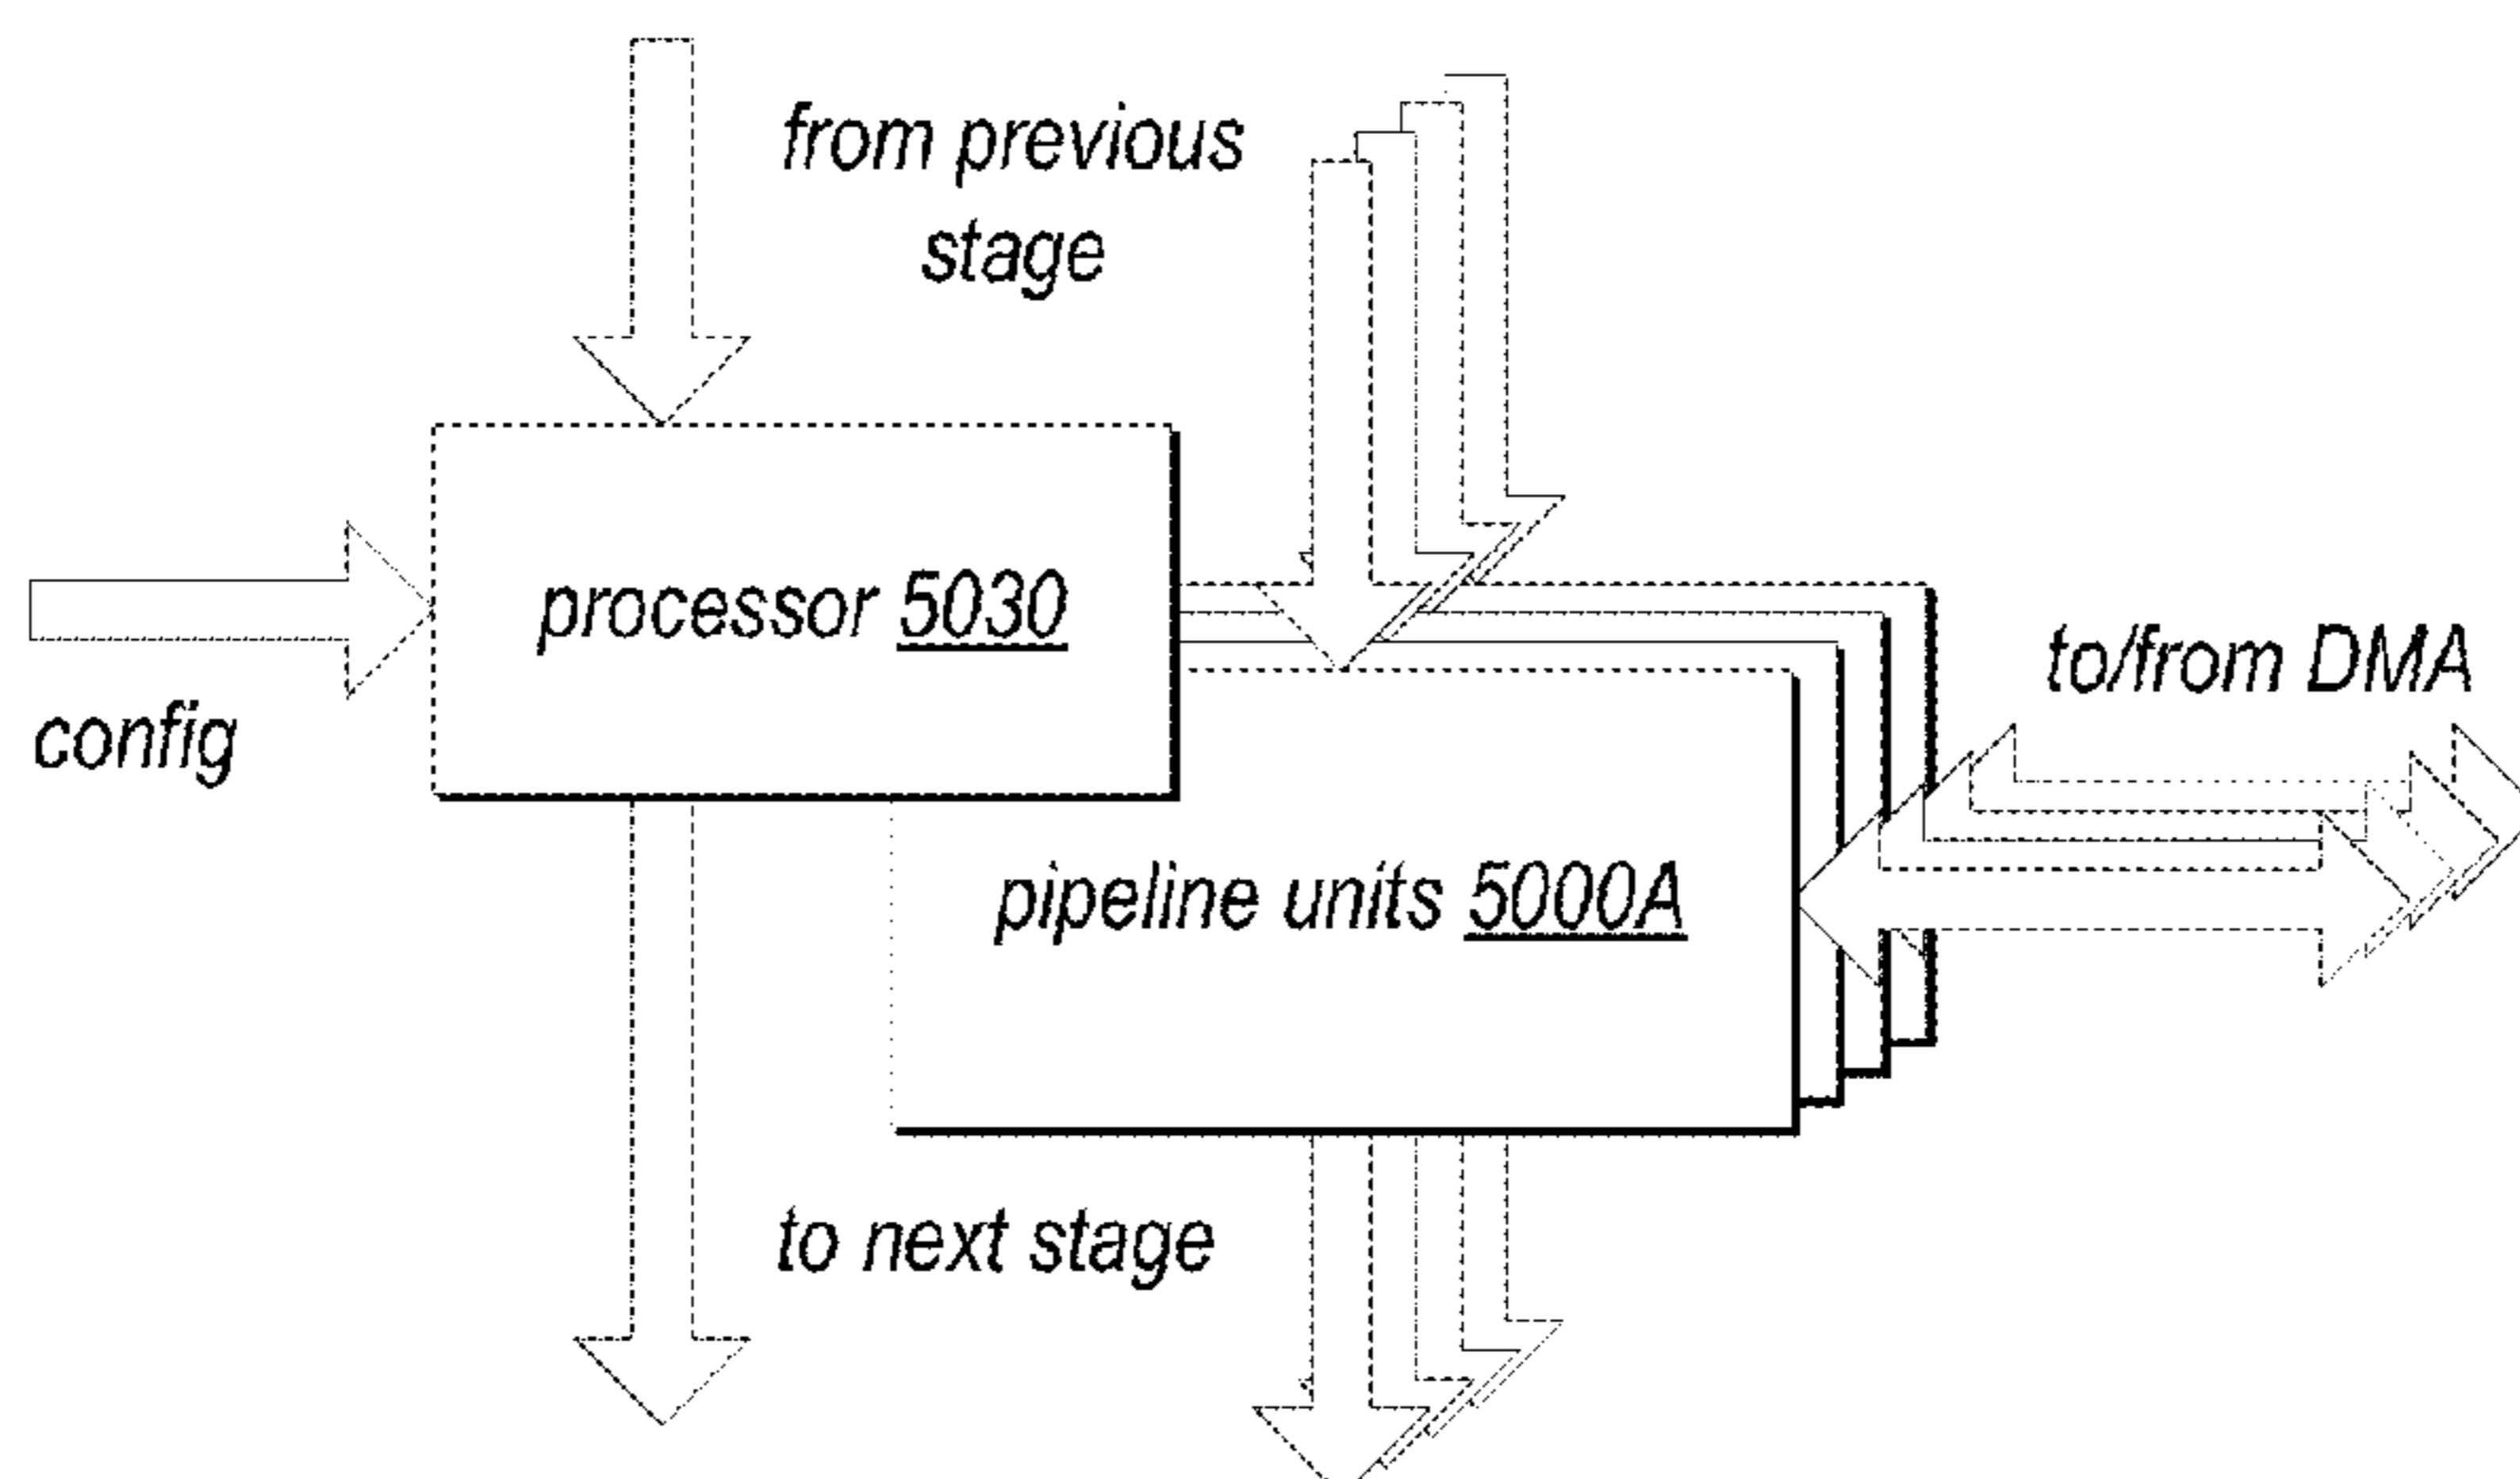 from previous
stage
processor 5030
config
to/from DMA
pipeline units 5000A
to next stage